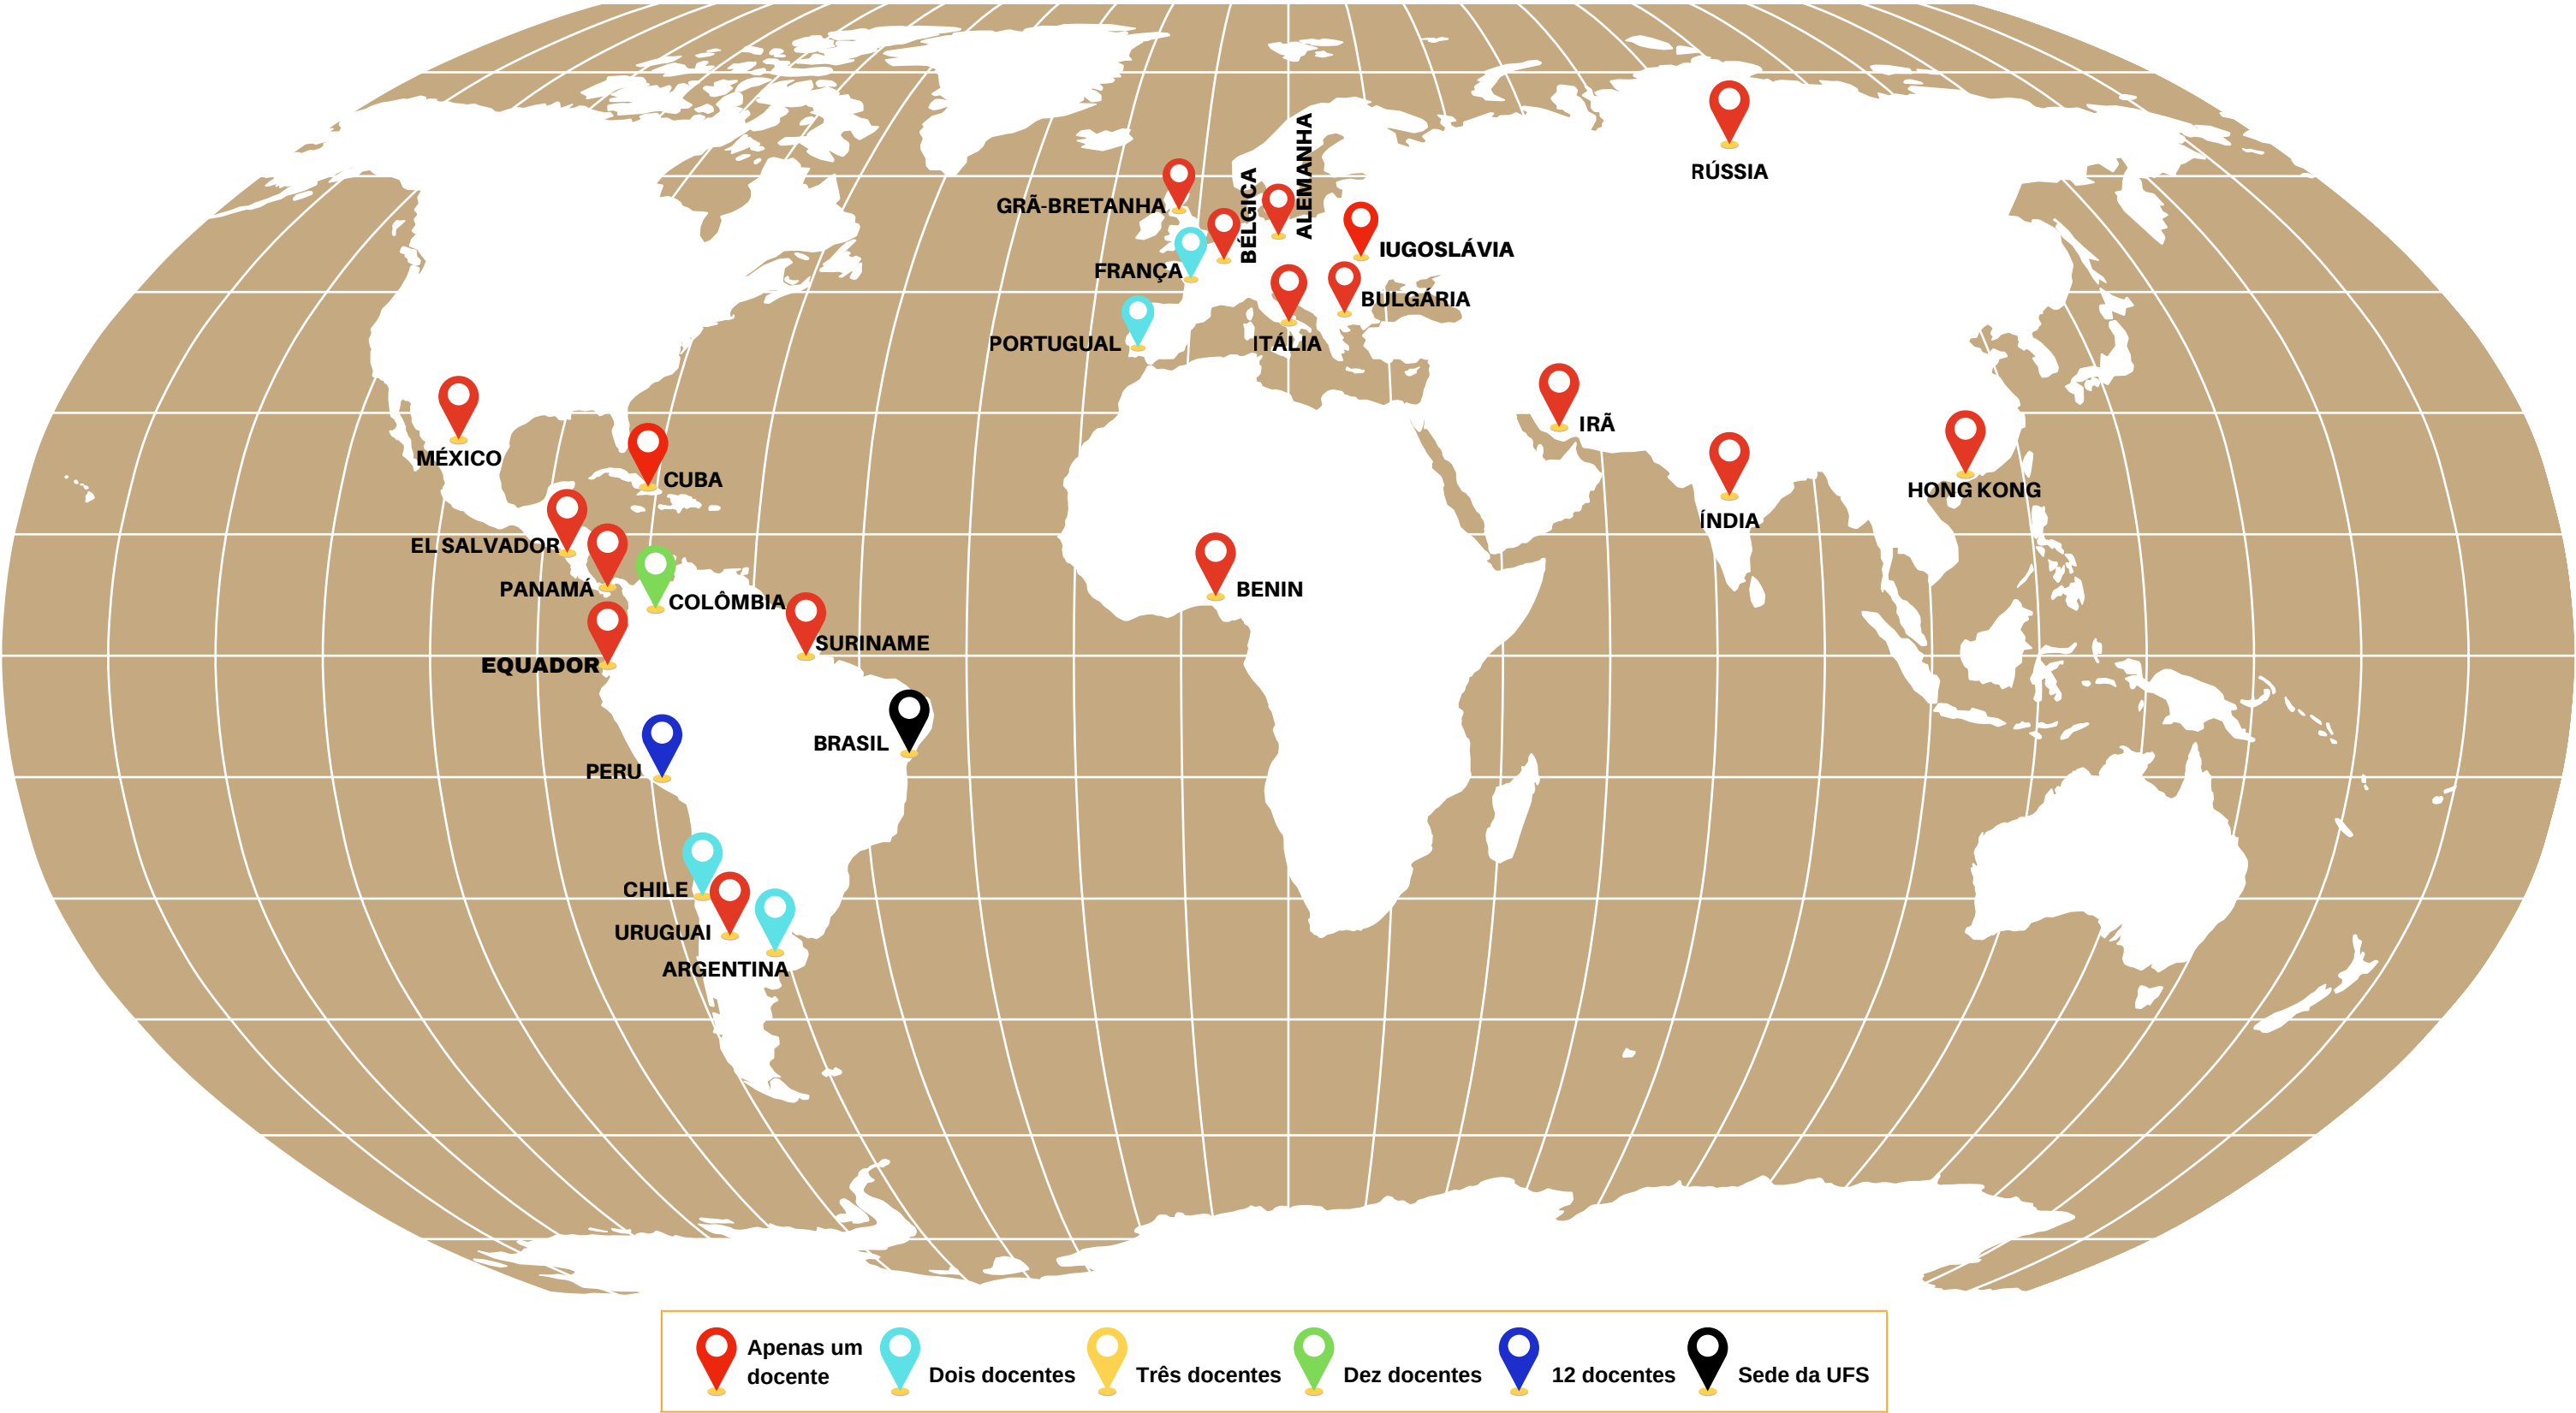 RÚSSIA
ALEMANHA
BÉLGICA
GRÃ-BRETANHA
IUGOSLÁVIA
FRANÇA
BULGÁRIA
PORTUGUAL
ITÁLIA
IRÃ
MÉXICO
CUBA
HONG KONG
ÍNDIA
EL SALVADOR
PANAMÁ
BENIN
COLÔMBIA
SURINAME
EQUADOR
BRASIL
PERU
CHILE
URUGUAI
ARGENTINA
Apenas um
docente
Dois docentes
Três docentes
Dez docentes
12 docentes
Sede da UFS